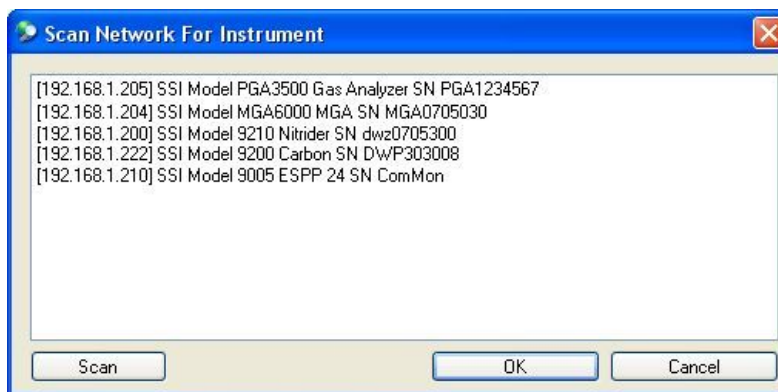 Scan Network For Instrument
[192.168.1.205] SSI Model PGA3500 Gas Analyzer SN PGA1234567
[192.168.1.204] SSI Model MGA6000 MGA SN MGA0705030
[192.168.1.200] SSI Model 9210 Nitrider SN dwz0705300
[192.168.1.222] SSI Model 9200 Carbon SN DWP303008
[192.168.1.210] SSI Model 9005 ESPP 24 SN ComMon
Scan OK Cancel